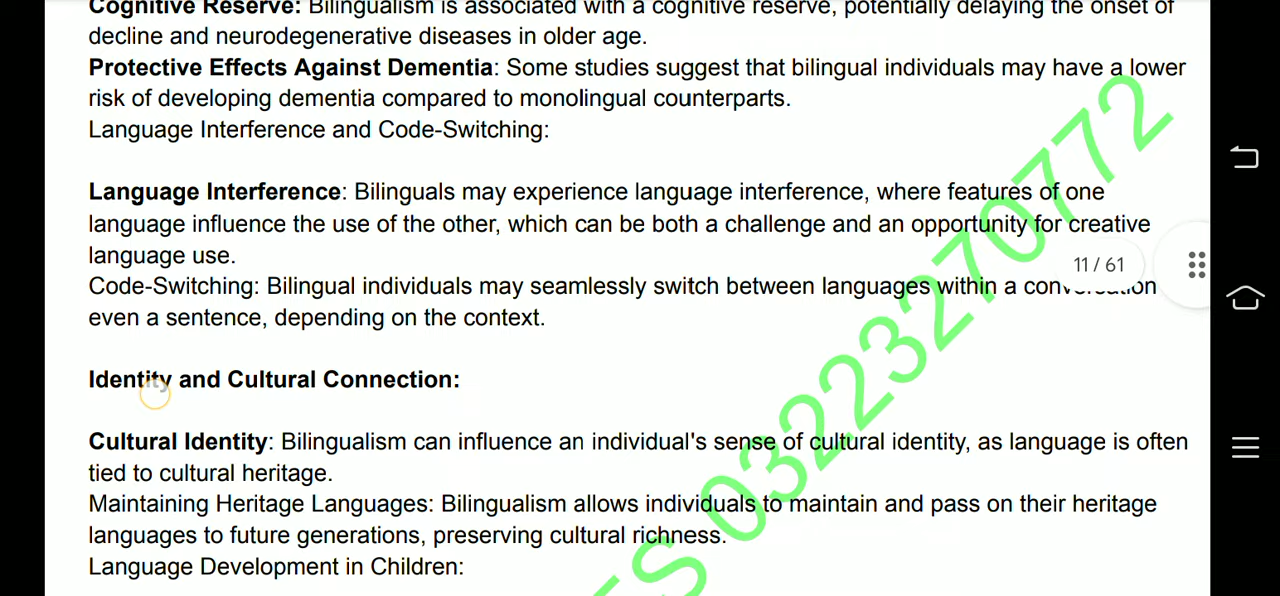 Cognitive Reserve: Bilingualism is associated with a cognitive reserve, potentially delaying the onset of
decline and neurodegenerative diseases in older age.
Protective Effects Against Dementia: Some studies suggest that bilingual individuals may have a lower
risk of developing dementia compared to monolingual counterparts.
Language Interference and Code-Switching:
Language Interference: Bilinguals may experience language interference, where features of one
language influence the use of the other, which can be both a challenge and an opportunity for creative
language use.
11 / 61
Code-Switching: Bilingual individuals may seamlessly switch between languages within a
even a sentence, depending on the context.
Identity and Cultural Connection:
Cultural Identity: Bilingualism can influence an individual's sense of cultural identity, as language is often
tied to cultural heritage.
Maintaining Heritage Languages: Bilingualism allows individuals to maintain and pass on their heritage
languages to future generations, preserving cultural richness.
Language Development in Children:
03223270772